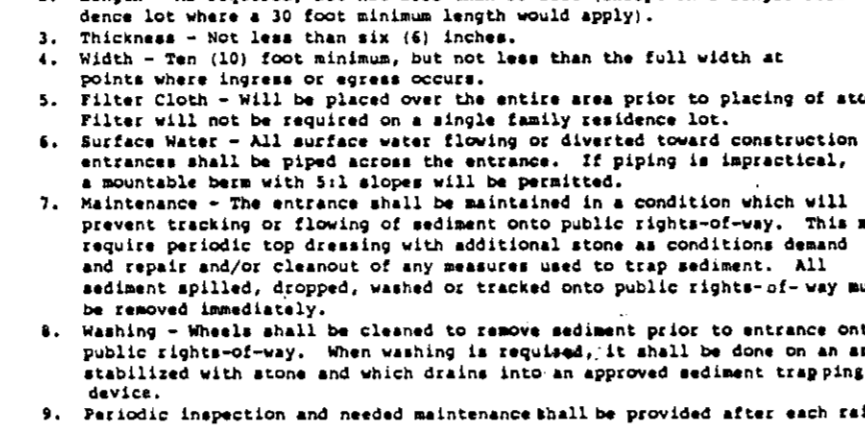 dence lot where a 30 foot minimum length would apply).
3. Thickness - Not less than six (6) inches.
4. Width - Ten (10) foot minimum, but not less than the full width at
points where ingress or egress occurs.
5. Filter Cloth - Will be placed over the entire area prior to placing of
Filter will not be required on a single family residence lot.
6. Surface Water - All surface water flowing or diverted toward construction
entrances shall be piped across the entrance. If piping is impractical,
a mountable berm with 5:1 slopes will be permitted.
7. Maintenance - The entrance shall be maintained in a condition which will
prevent tracking or flowing of sediment onto public rights-of-way. This
require periodic top dressing with additional stone as conditions demand
and repair and/or cleanout of any measures used to trap sediment. All
sediment spilled, dropped, washed or tracked onto public rights-of-way
be removed immediately.
8. Washing - Wheels shall be cleaned to remove sediment prior to entrance
public rights-of-way. When washing is required, it shall be done on an
stabilized with stone and which drains into an approved sediment trapping
device.
9. Periodic inspection and needed maintenance shall be provided after each